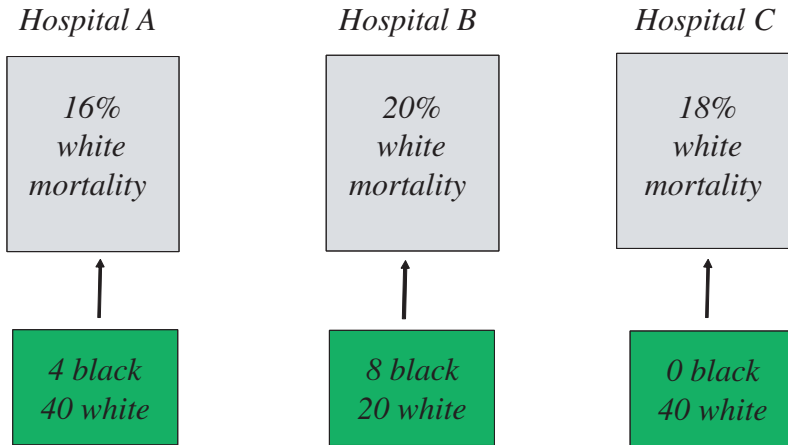 Hospital A
Hospital B
Hospital C
16%
white
mortality
20%
white
mortality
18%
white
mortality
4 black
40 white
8 black
20 white
0 black
40 white